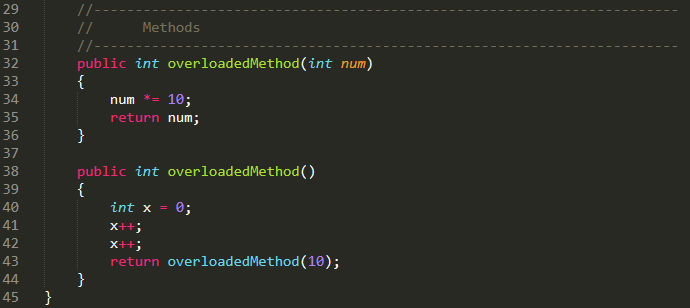 29 //-----------------------------------------------------------------------
30 //      Methods
31 //-----------------------------------------------------------------------
32 public int overloadedMethod(int num)
33 {
34     num *= 10;
35     return num;
36 }
37
38 public int overloadedMethod()
39 {
40     int x = 0;
41     x++;
42     x++;
43     return overloadedMethod(10);
44 }
45 }